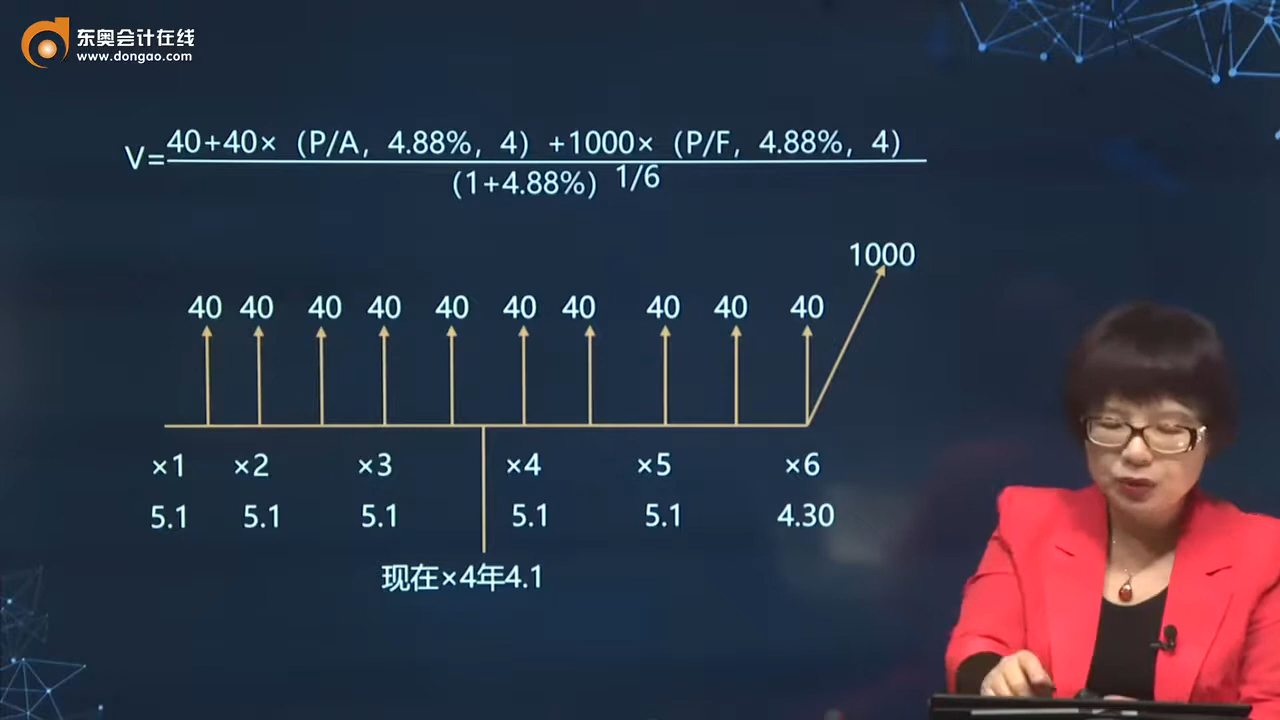 东奥会计在线
www.dongao.com
40+40×（P/A，4.88%，4）+1000×（P/F，4.88%，4）
V=
（1+4.88%）1/6
1000
40 40 40 40 40 40 40 40 40 40
×1 ×2 ×3 ×4 ×5 ×6
5.1 5.1 5.1 5.1 5.1 4.30
现在×4年4.1